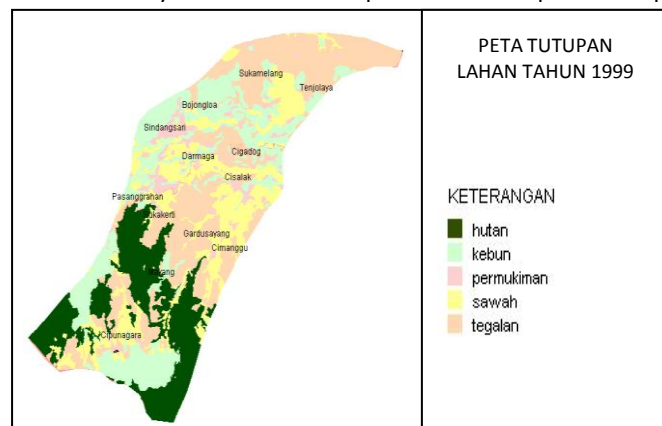 PETA TUTUPAN
LAHAN TAHUN 1999
Sukamelang
Tenjolaya
Bojongloa
Sindangsari
Darmaga
Cigadog
Cisalak
Pasanggrahan
Gardusayang
Cimanggu
Cipunagara
KETERANGAN
hutan
kebun
permukiman
sawah
tegalan